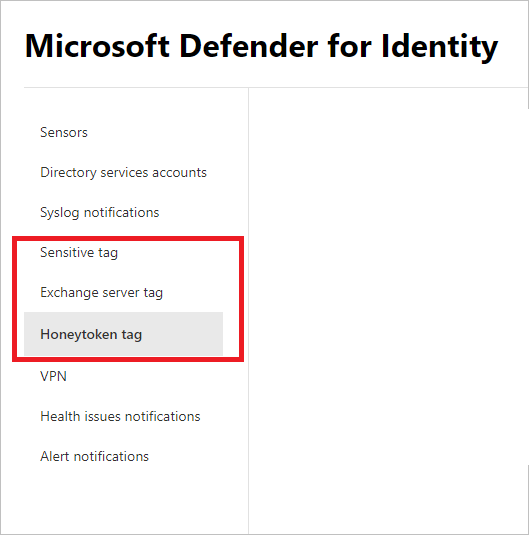 Microsoft Defender for Identity
Sensors
Directory services accounts
Syslog notifications
Sensitive tag
Exchange server tag
Honeytoken tag
VPN
Health issues notifications
Alert notifications